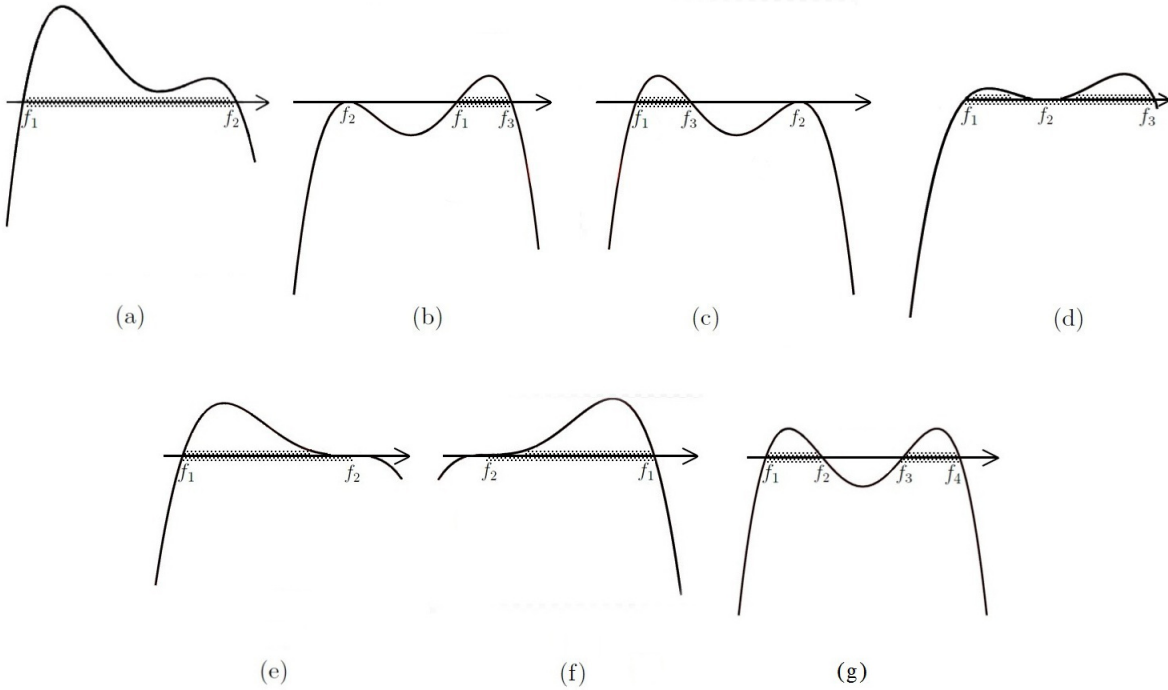 f₁ f₂
f₂ f₁ f₃
f₁ f₃ f₂
f₁ f₂ f₃
(a) (b) (c) (d)
f₁ f₂
f₂ f₁
f₁ f₂ f₃ f₄
(e) (f) (g)